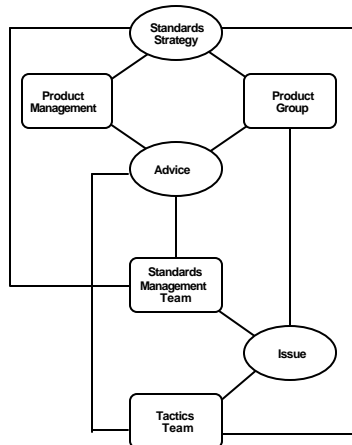 Standards
Strategy
Product
Management
Product
Group
Advice
Standards
Management
Team
Issue
Tactics
Team